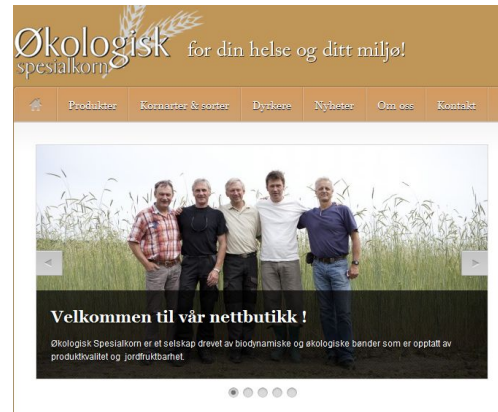 Økologisk
spesialkorn
for din helse og ditt miljø!
Produkter Kornarter & sorter Dyrkere Nyheter Om oss Kontakt
Velkommen til vår nettbutikk !
Økologisk Spesialkorn er et selskap drevet av biodynamiske og økologiske bønder som er opptatt av
produktkvalitet og jordfruktbarhet.